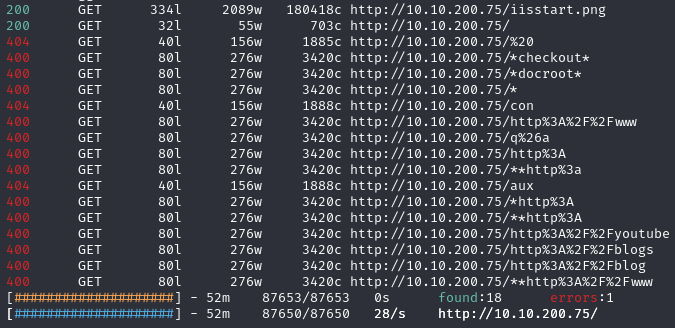 200 GET 334l 2089w 180418c http://10.10.200.75/iisstart.png
200 GET 32l 55w 703c http://10.10.200.75/
404 GET 40l 156w 1885c http://10.10.200.75/%20
400 GET 80l 276w 3420c http://10.10.200.75/*checkout*
400 GET 80l 276w 3420c http://10.10.200.75/*docroot*
400 GET 80l 276w 3420c http://10.10.200.75/*
404 GET 40l 156w 1888c http://10.10.200.75/con
400 GET 80l 276w 3420c http://10.10.200.75/http%3A%2F%2Fwww
400 GET 80l 276w 3420c http://10.10.200.75/q%26a
400 GET 80l 276w 3420c http://10.10.200.75/http%3A
400 GET 80l 276w 3420c http://10.10.200.75/**http%3a
404 GET 40l 156w 1888c http://10.10.200.75/aux
400 GET 80l 276w 3420c http://10.10.200.75/*http%3A
400 GET 80l 276w 3420c http://10.10.200.75/**http%3A
400 GET 80l 276w 3420c http://10.10.200.75/http%3A%2F%2Fyoutube
400 GET 80l 276w 3420c http://10.10.200.75/http%3A%2F%2Fblogs
400 GET 80l 276w 3420c http://10.10.200.75/http%3A%2F%2Fblog
400 GET 80l 276w 3420c http://10.10.200.75/**http%3A%2F%2Fwww
[####################] - 52m 87653/87653 0s found:18 errors:1
[####################] - 52m 87650/87650 28/s http://10.10.200.75/